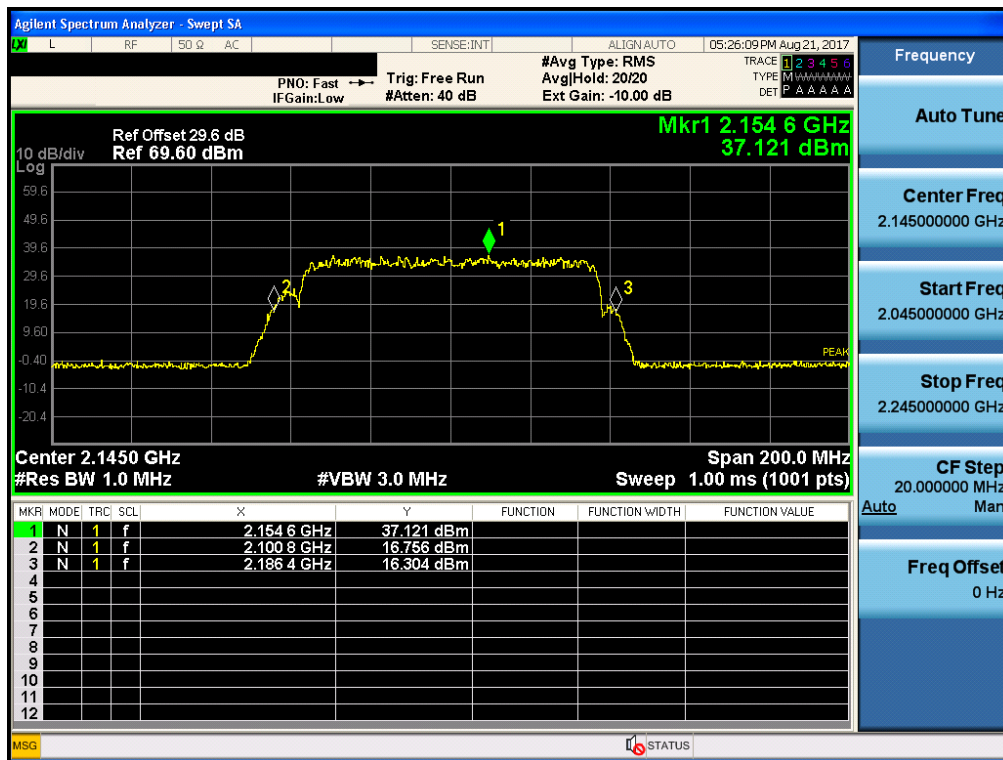 Agilent Spectrum Analyzer - Swept SA
LXI L RF 50 Ω AC SENSE:INT ALIGN AUTO 05:26:09 PM Aug 21, 2017
PNO: Fast
IFGain:Low
Trig: Free Run
#Atten: 40 dB
#Avg Type: RMS
Avg|Hold: 20/20
Ext Gain: -10.00 dB
TRACE 1 2 3 4 5 6
TYPE M WWWWW
DET P A A A A A
Ref Offset 29.6 dB
10 dB/div Ref 69.60 dBm
Log
Mkr1 2.154 6 GHz
37.121 dBm
59.6
49.6
39.6
29.6
19.6
9.60
-0.40
-10.4
-20.4
1
2
3
PEAK
Center 2.1450 GHz Span 200.0 MHz
#Res BW 1.0 MHz #VBW 3.0 MHz Sweep 1.00 ms (1001 pts)
MKR MODE TRC SCL X Y FUNCTION FUNCTION WIDTH FUNCTION VALUE
1 N 1 f 2.154 6 GHz 37.121 dBm
2 N 1 f 2.100 8 GHz 16.756 dBm
3 N 1 f 2.186 4 GHz 16.304 dBm
4
5
6
7
8
9
10
11
12
MSG STATUS
Frequency
Auto Tune
Center Freq
2.145000000 GHz
Start Freq
2.045000000 GHz
Stop Freq
2.245000000 GHz
CF Step
20.000000 MHz
Auto Man
Freq Offset
0 Hz